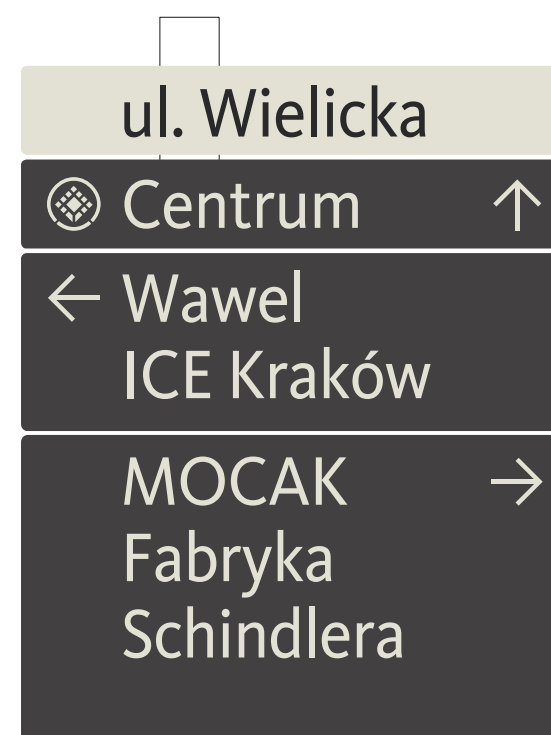 ul. Wielicka
Centrum ↑
← Wawel
ICE Kraków
MOCAK →
Fabryka
Schindlera